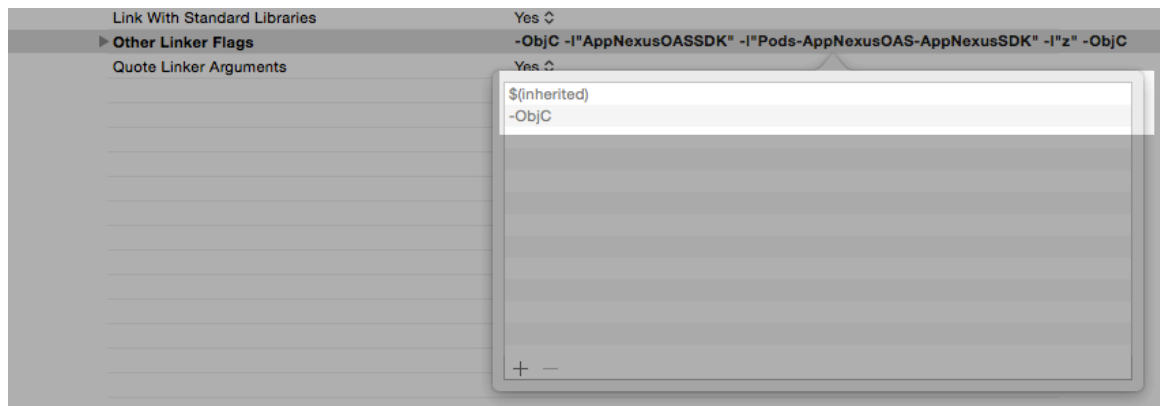 Link With Standard Libraries Yes
Other Linker Flags -ObjC -l"AppNexusOASSDK" -l"Pods-AppNexusOAS-AppNexusSDK" -l"z" -ObjC
Quote Linker Arguments Yes
$(inherited)
-ObjC